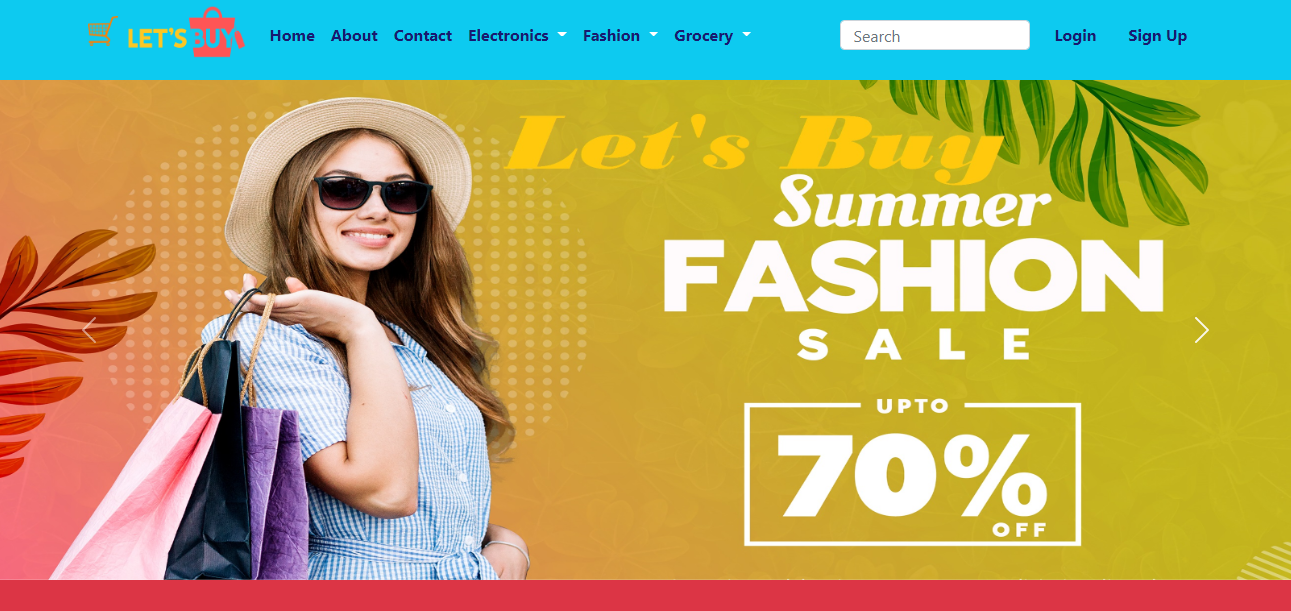 LET'S BUY Home About Contact Electronics Fashion Grocery Search Login Sign Up
Let's Buy
Summer
FASHION
SALE
UPTO
70%
OFF